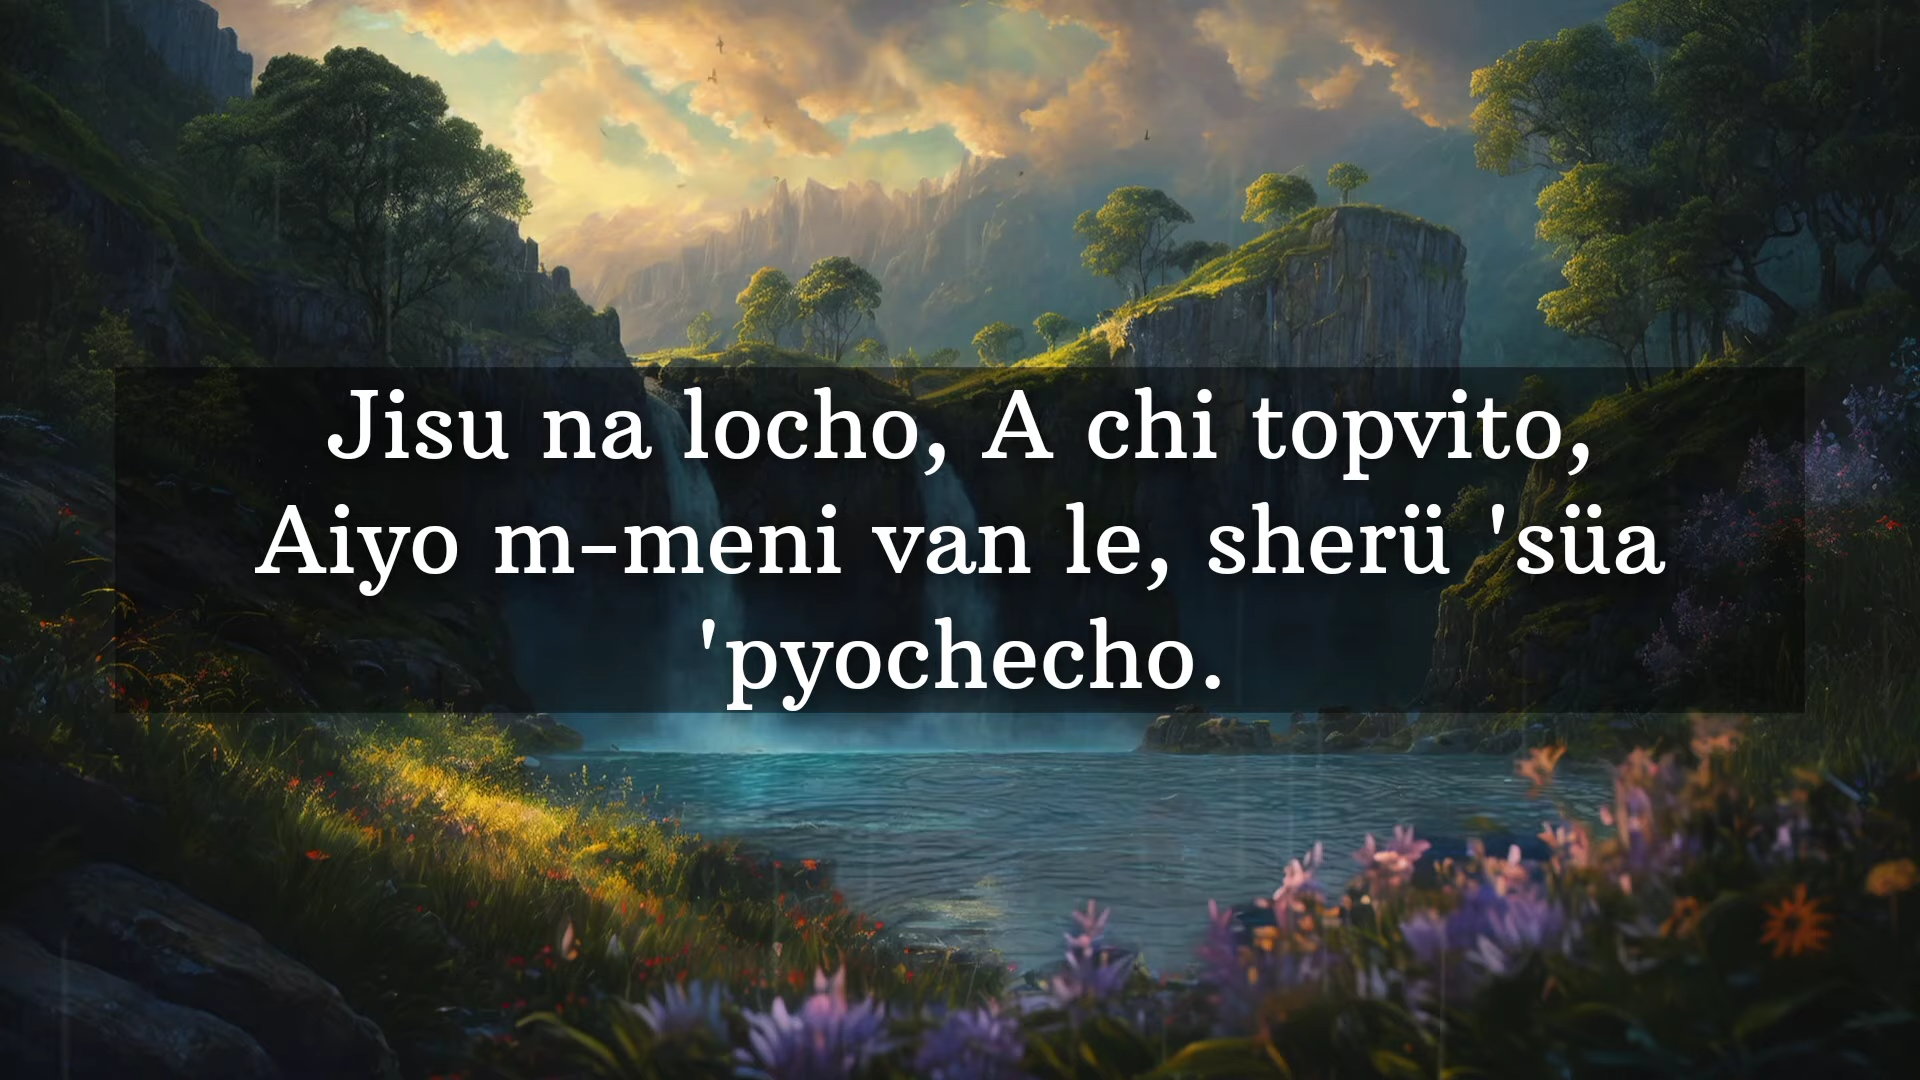 Jisu na locho, A chi topvito,
Aiyo m-meni van le, sherü 'süa
'pyochecho.